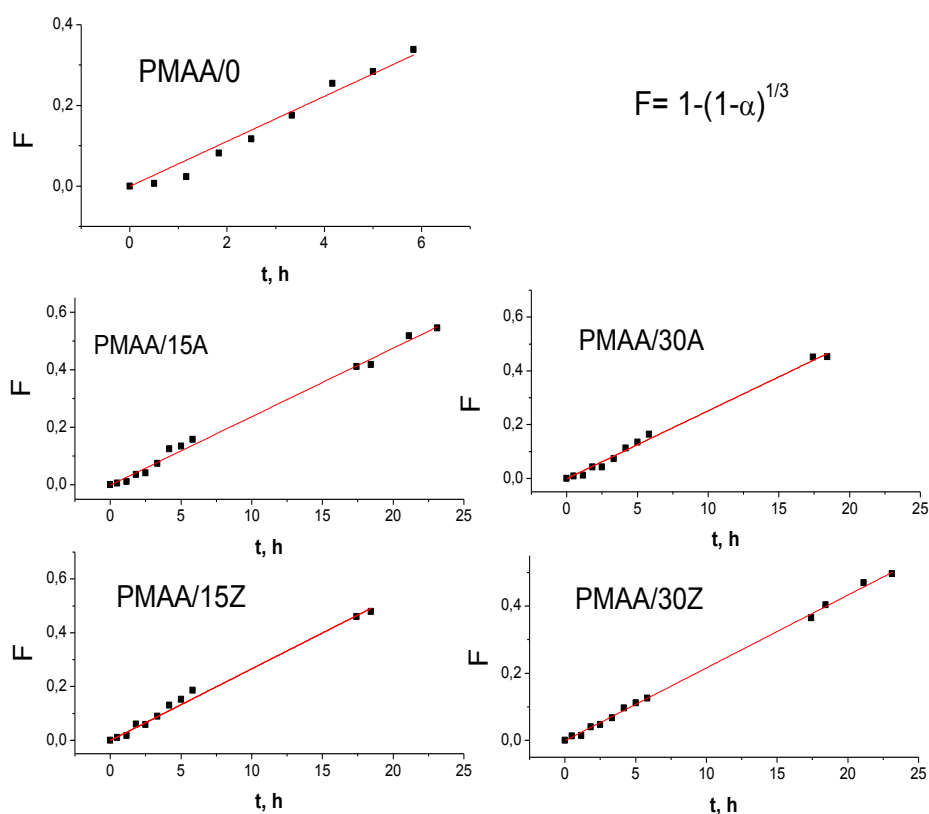 0,4
PMAA/0
F= 1-(1-α)^{1/3}
0,2
F
0,0
0 2 4 6
t, h
0,6
PMAA/15A
0,4
F
0,2
0,0
0 5 10 15 20 25
t, h
0,6
PMAA/30A
0,4
F
0,2
0,0
0 5 10 15 20 25
t, h
0,6
PMAA/15Z
0,4
F
0,2
0,0
0 5 10 15 20 25
t, h
PMAA/30Z
0,4
F
0,2
0,0
0 5 10 15 20 25
t, h